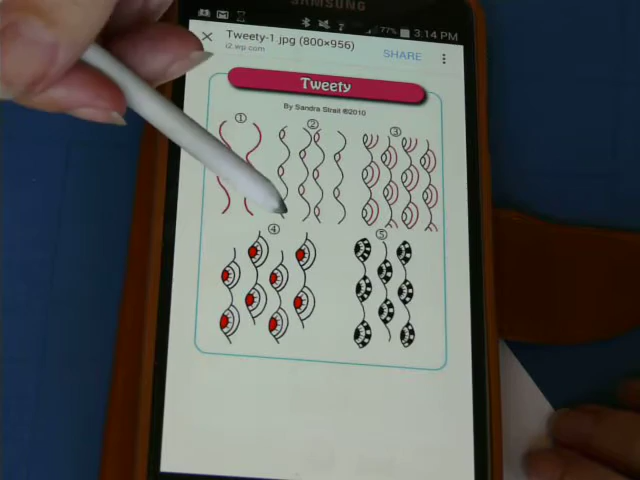 SAMSUNG
77% 3:14 PM
Tweety-1.jpg (800×956)
i2.wp.com
SHARE
Tweety
By Sandra Strait ©2010
①
②
③
④
⑤